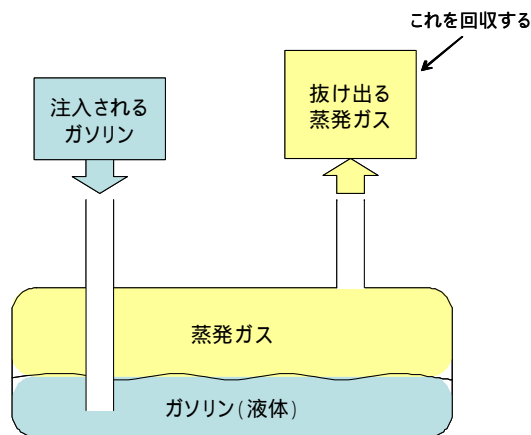 これを回収する
注入される
ガソリン
抜け出る
蒸発ガス
蒸発ガス
ガソリン(液体)